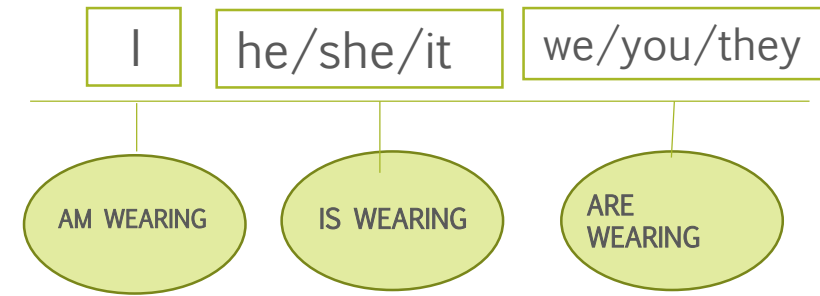 I
he/she/it
we/you/they
AM WEARING
IS WEARING
ARE
WEARING